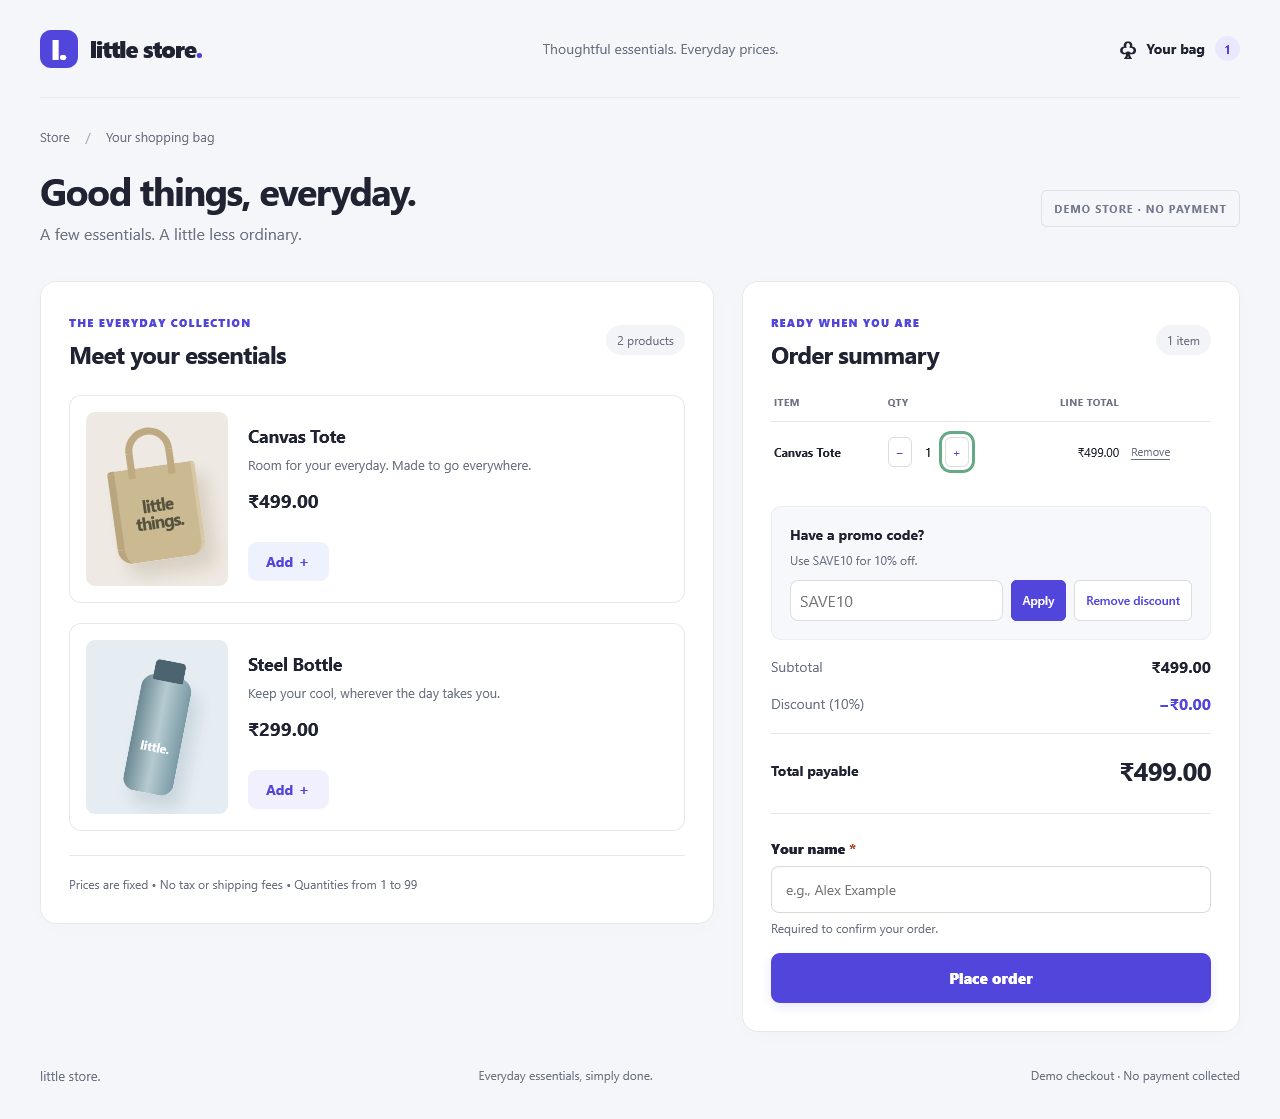 l.
little store.
Thoughtful essentials. Everyday prices.
Your bag 1
Store / Your shopping bag
Good things, everyday.
A few essentials. A little less ordinary.
DEMO STORE · NO PAYMENT
THE EVERYDAY COLLECTION
Meet your essentials
2 products
little
things.
Canvas Tote
Room for your everyday. Made to go everywhere.
₹499.00
Add +
little.
Steel Bottle
Keep your cool, wherever the day takes you.
₹299.00
Add +
Prices are fixed • No tax or shipping fees • Quantities from 1 to 99
READY WHEN YOU ARE
Order summary
1 item
ITEM QTY LINE TOTAL
Canvas Tote − 1 + ₹499.00 Remove
Have a promo code?
Use SAVE10 for 10% off.
SAVE10 Apply Remove discount
Subtotal ₹499.00
Discount (10%) −₹0.00
Total payable ₹499.00
Your name *
e.g., Alex Example
Required to confirm your order.
Place order
little store.
Everyday essentials, simply done.
Demo checkout · No payment collected